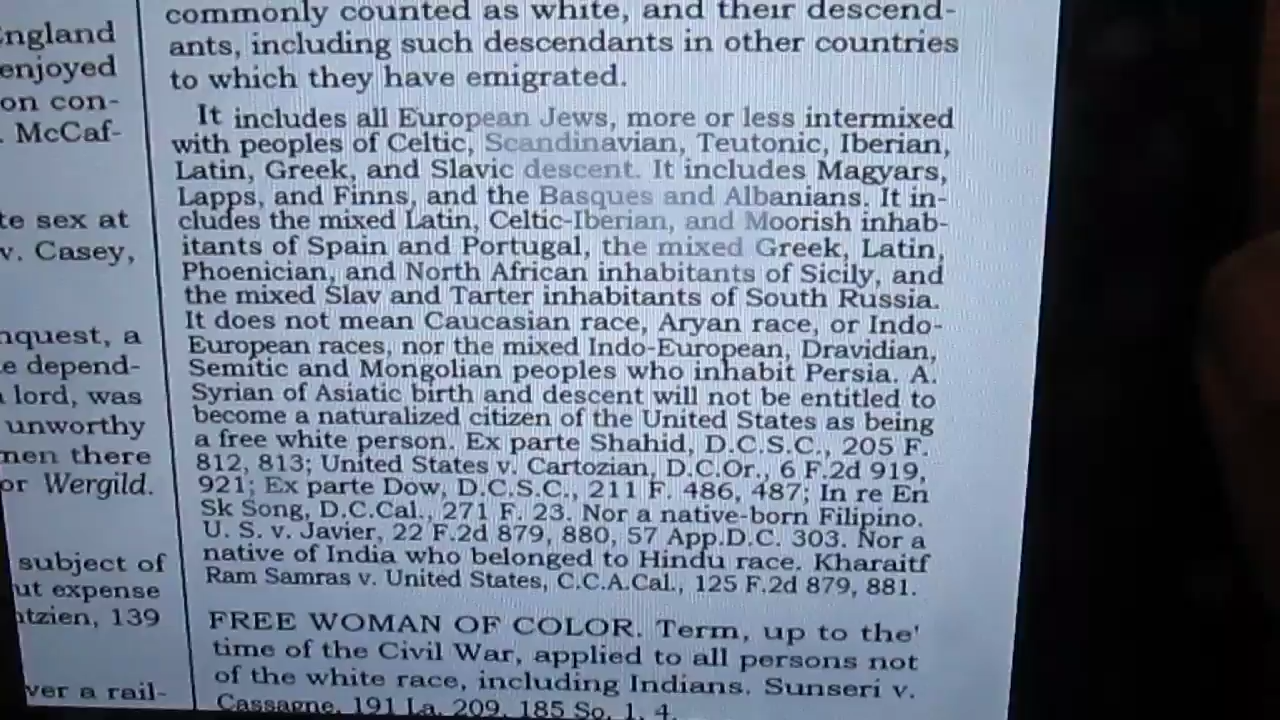 England
enjoyed
on con-
. McCaf-
te sex at
v. Casey,
nquest, a
e depend-
lord, was
unworthy
men there
or Wergild.
subject of
ut expense
tzien, 139
ver a rail-
commonly counted as white, and their descend-
ants, including such descendants in other countries
to which they have emigrated.
It includes all European Jews, more or less intermixed
with peoples of Celtic, Scandinavian, Teutonic, Iberian,
Latin, Greek, and Slavic descent. It includes Magyars,
Lapps, and Finns, and the Basques and Albanians. It in-
cludes the mixed Latin, Celtic-Iberian, and Moorish inhab-
itants of Spain and Portugal, the mixed Greek, Latin,
Phoenician, and North African inhabitants of Sicily, and
the mixed Slav and Tarter inhabitants of South Russia.
It does not mean Caucasian race, Aryan race, or Indo-
European races, nor the mixed Indo-European, Dravidian,
Semitic and Mongolian peoples who inhabit Persia. A.
Syrian of Asiatic birth and descent will not be entitled to
become a naturalized citizen of the United States as being
a free white person. Ex parte Shahid, D.C.S.C., 205 F.
812, 813; United States v. Cartozian, D.C.Or., 6 F.2d 919,
921; Ex parte Dow, D.C.S.C., 211 F. 486, 487; In re En
Sk Song, D.C.Cal., 271 F. 23. Nor a native-born Filipino.
U. S. v. Javier, 22 F.2d 879, 880, 57 App.D.C. 303. Nor a
native of India who belonged to Hindu race. Kharaitf
Ram Samras v. United States, C.C.A.Cal., 125 F.2d 879, 881.
FREE WOMAN OF COLOR. Term, up to the'
time of the Civil War, applied to all persons not
of the white race, including Indians. Sunseri v.
Cassagne, 191 La. 209, 185 So. 1, 4.